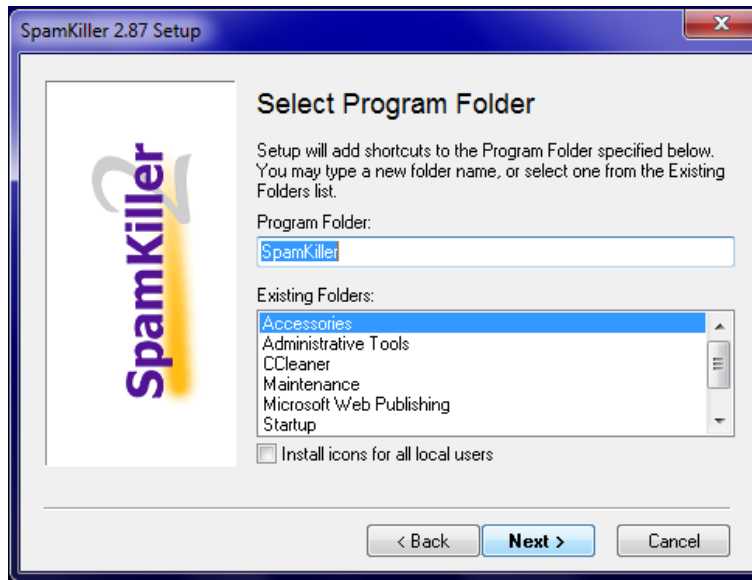 SpamKiller 2.87 Setup
SpamKiller 2
Select Program Folder
Setup will add shortcuts to the Program Folder specified below.
You may type a new folder name, or select one from the Existing
Folders list.
Program Folder:
SpamKiller
Existing Folders:
Accessories
Administrative Tools
CCleaner
Maintenance
Microsoft Web Publishing
Startup
Install icons for all local users
< Back
Next >
Cancel